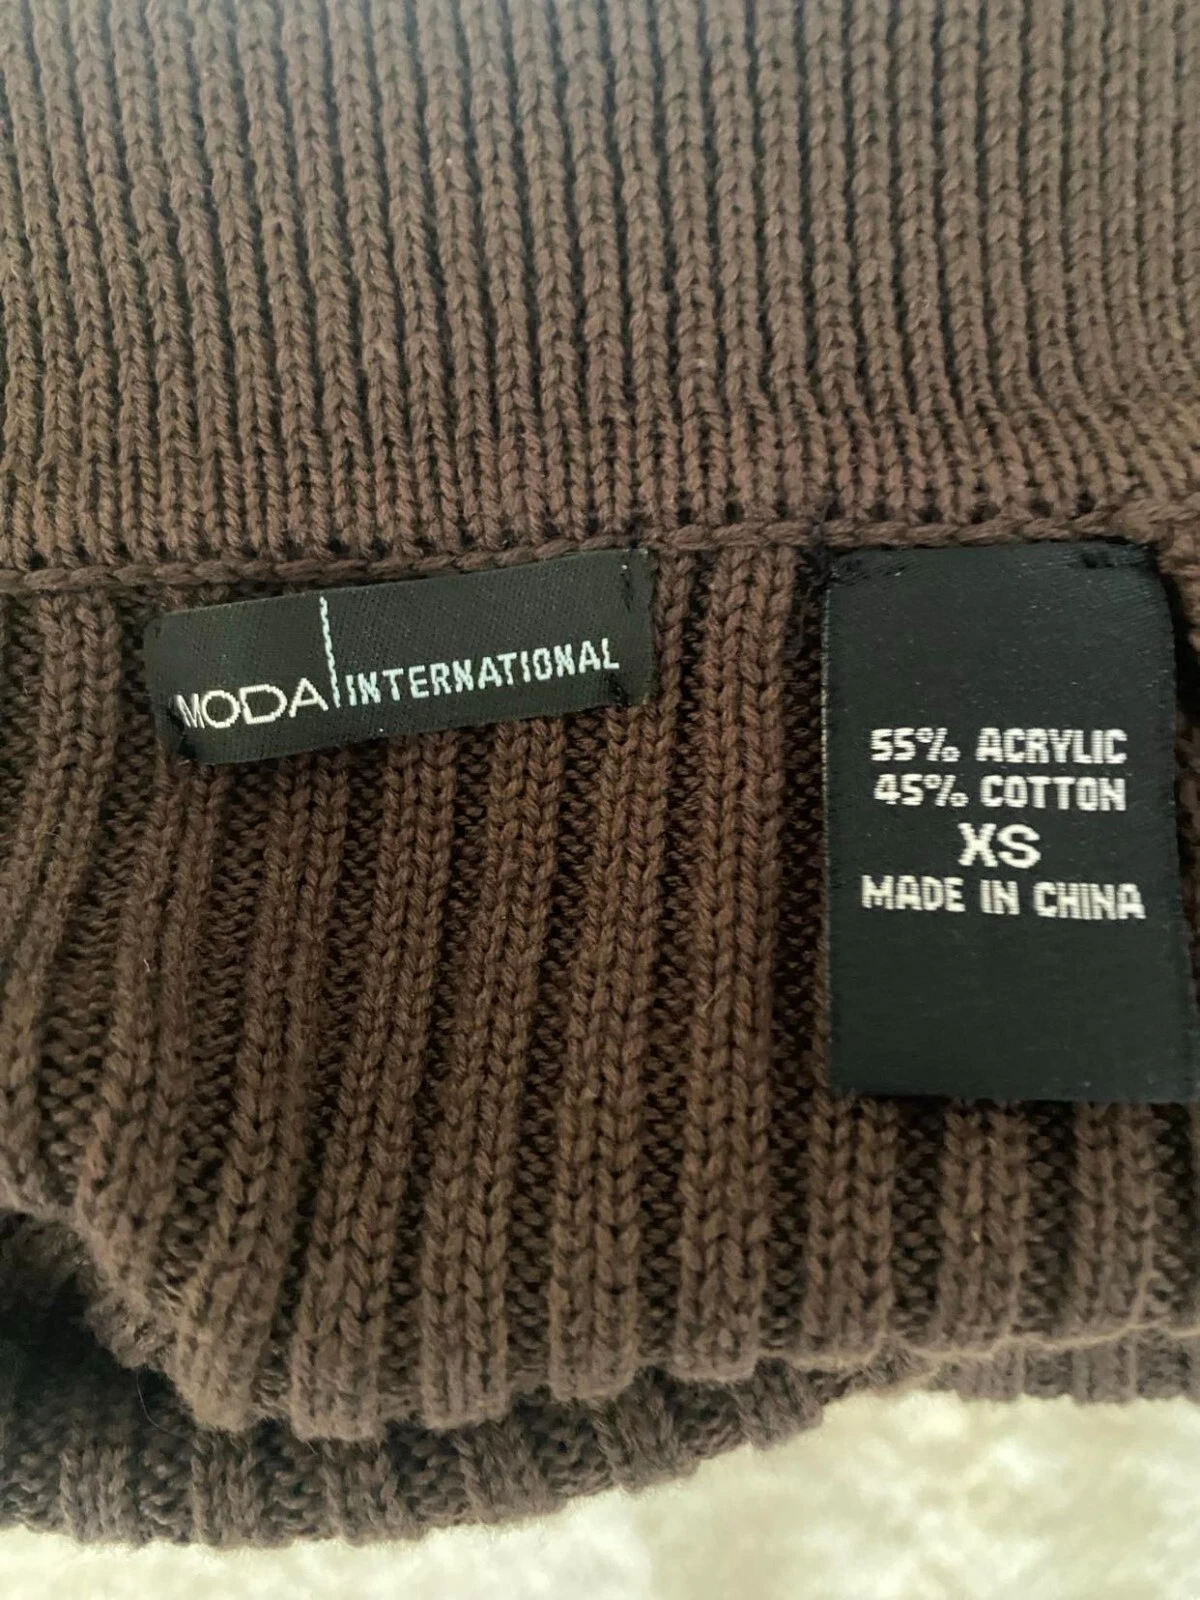 MODA INTERNATIONAL
55% ACRYLIC
45% COTTON
XS
MADE IN CHINA